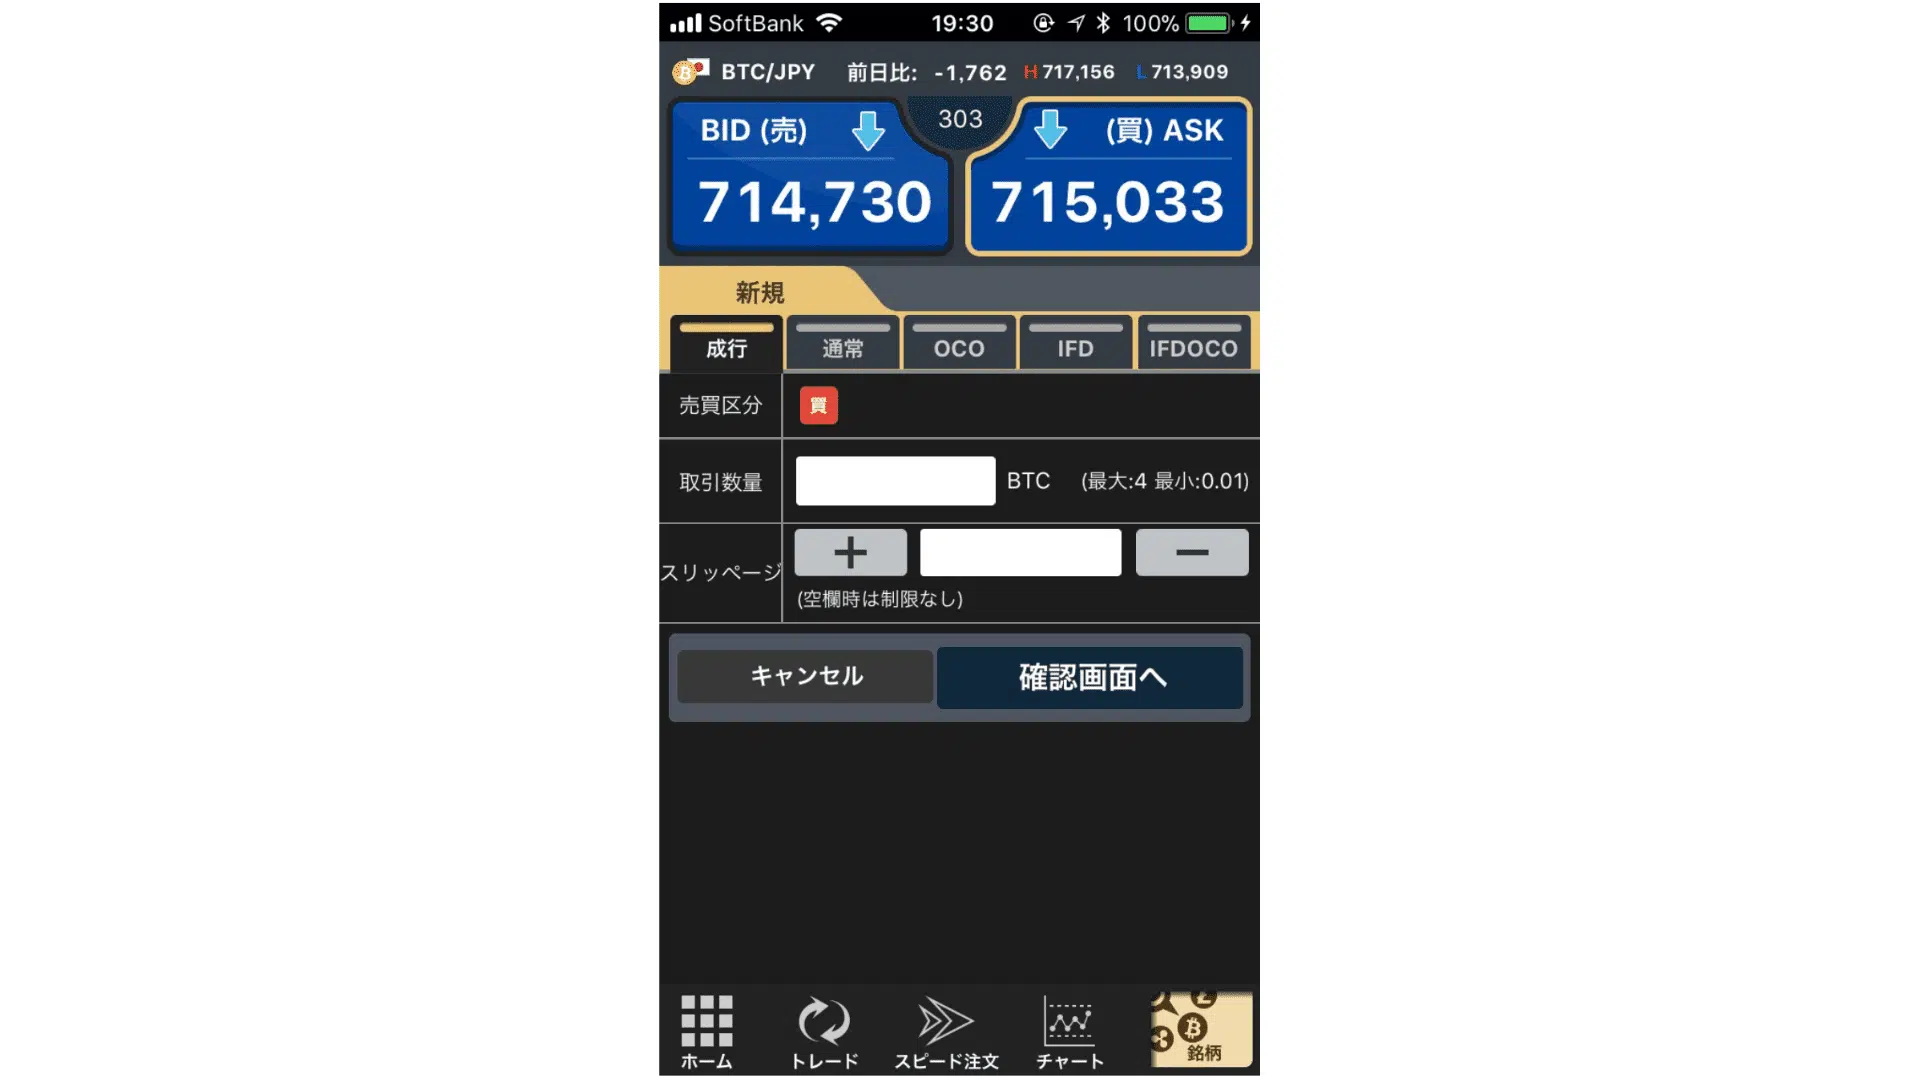 SoftBank 19:30 100%
BTC/JPY 前日比: -1,762 H 717,156 L 713,909
BID (売) 303 (買) ASK
714,730 715,033
新規
成行 通常 OCO IFD IFDOCO
売買区分 買
取引数量 BTC (最大:4 最小:0.01)
スリッページ
(空欄時は制限なし)
キャンセル 確認画面へ
ホーム トレード スピード注文 チャート 銘柄